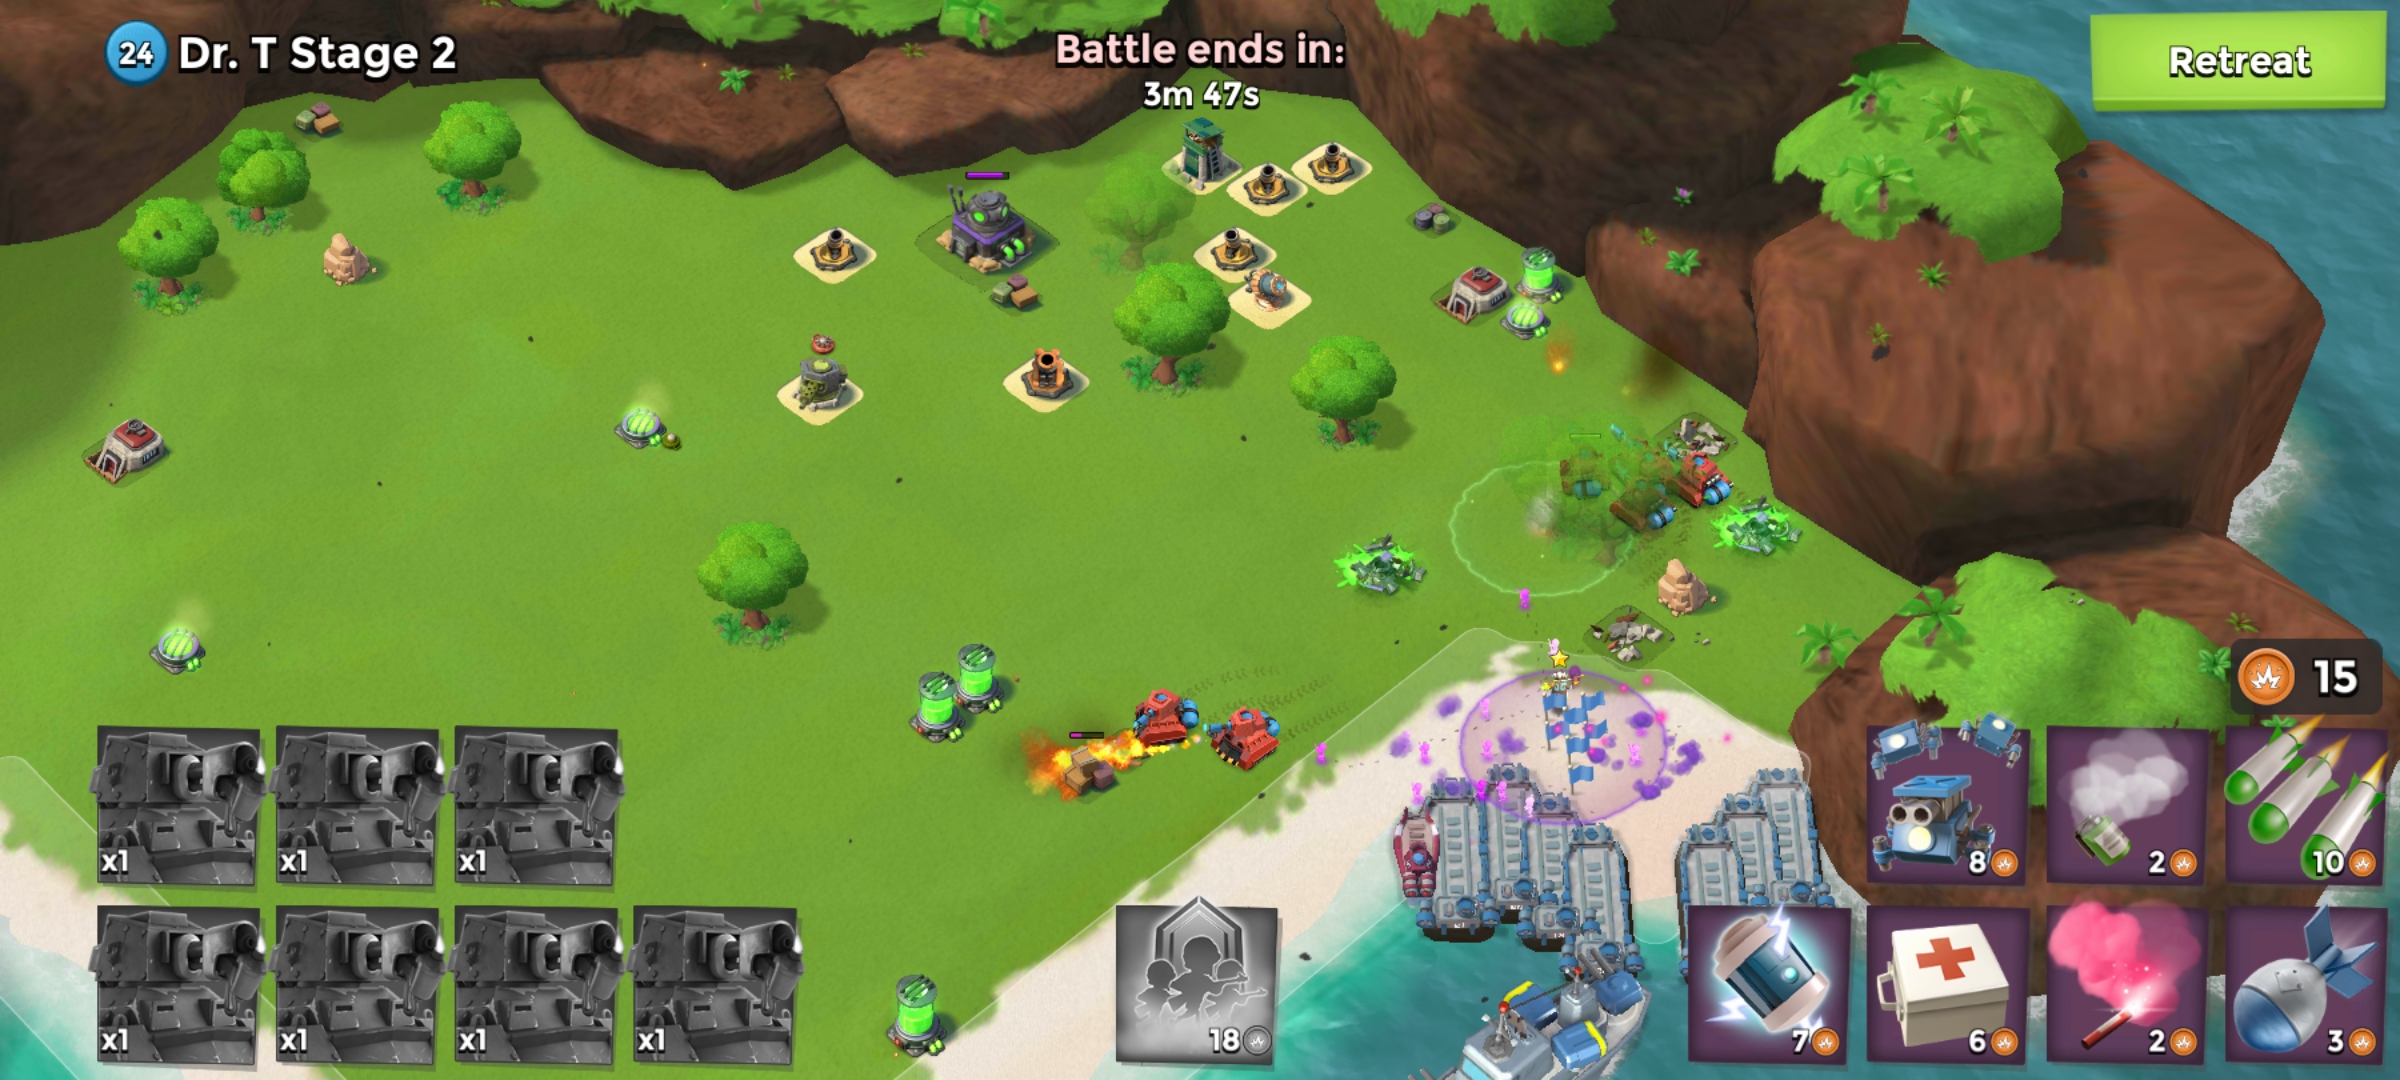 24 Dr. T Stage 2
Battle ends in:
3m 47s
Retreat
15
8
2
10
x1
x1
x1
x1
x1
x1
x1
18
7
6
2
3